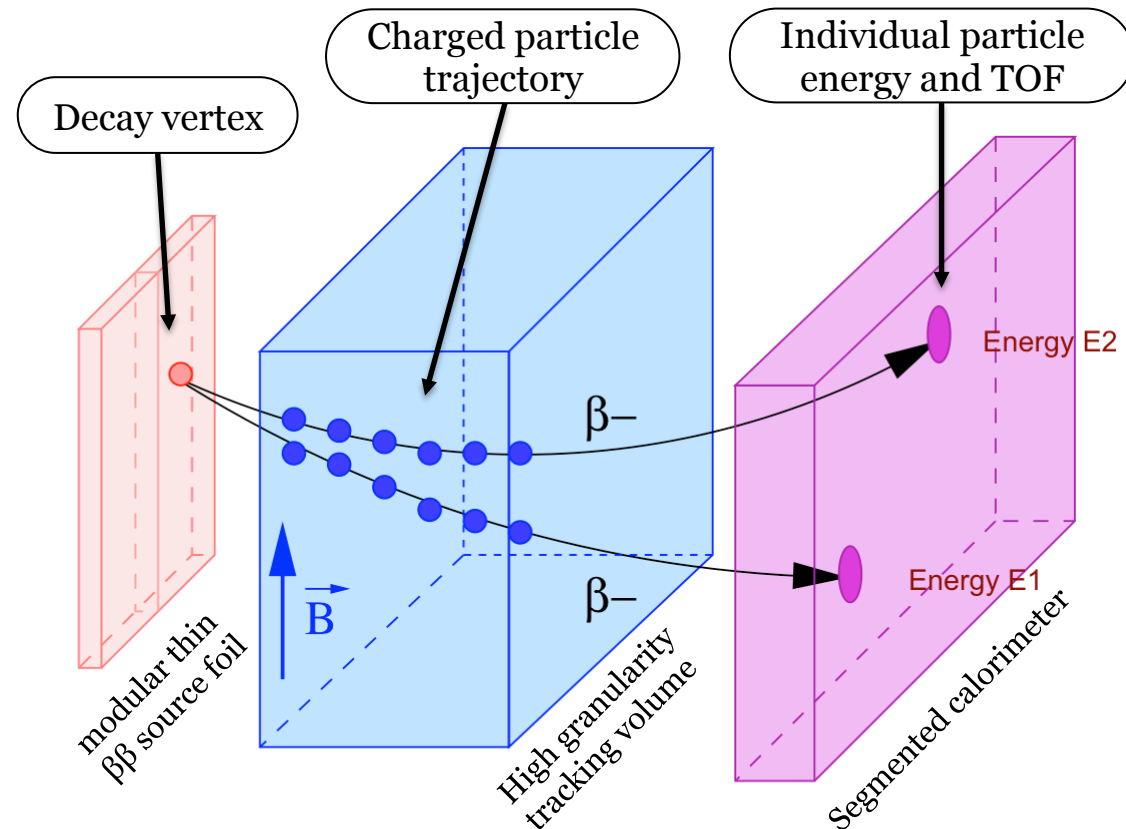 Decay vertex
Charged particle
trajectory
Individual particle
energy and TOF
Energy E2
β−
Energy E1
β−
B
modular thin
ββ source foil
High granularity
tracking volume
Segmented calorimeter